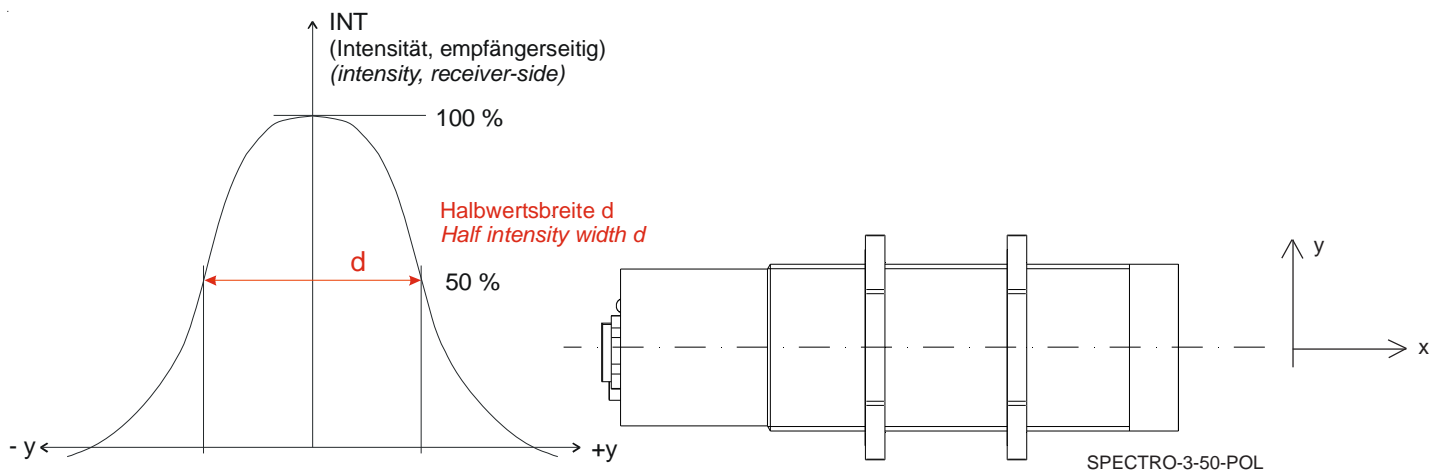 INT
(Intensität, empfängerseitig)
(intensity, receiver-side)
100 %
Halbwertsbreite d
Half intensity width d
d
50 %
- y
+y
y
x
SPECTRO-3-50-POL